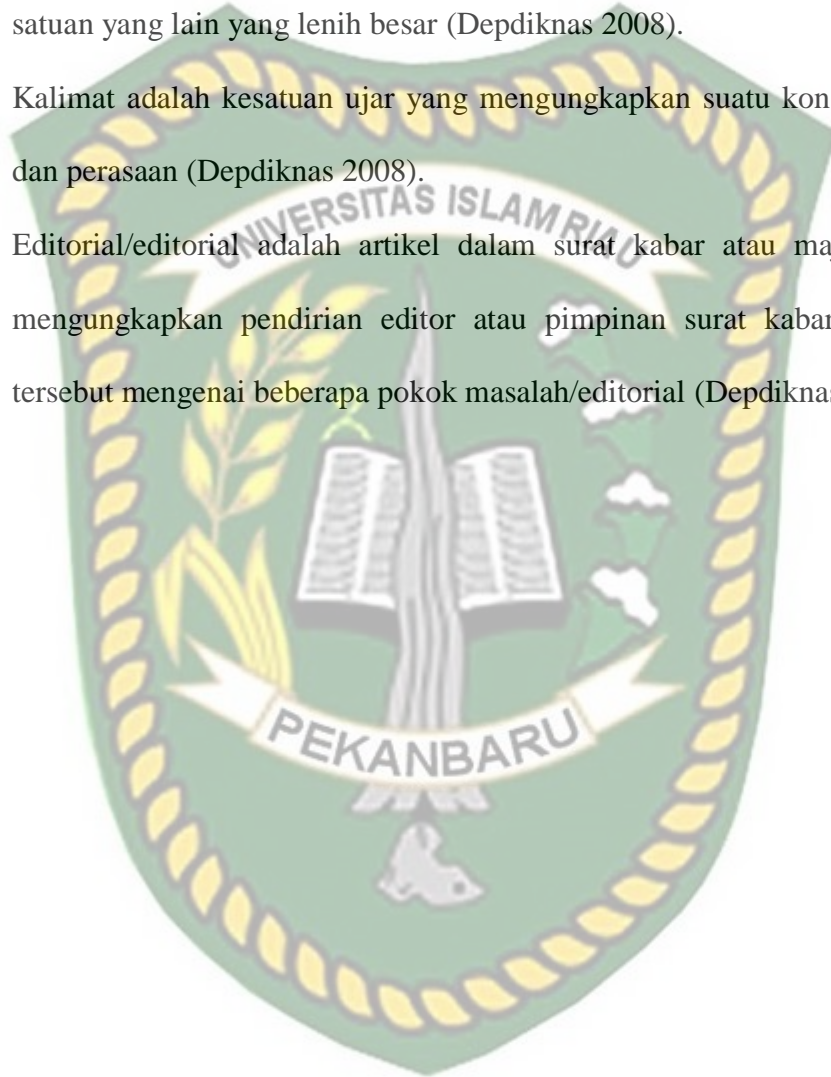 satuan yang lain yang lenih besar (Depdiknas 2008).
Kalimat adalah kesatuan ujar yang mengungkapkan suatu kon
dan perasaan (Depdiknas 2008).
UNIVERSITAS ISLAM RIAU
Editorial/editorial adalah artikel dalam surat kabar atau ma
mengungkapkan pendirian editor atau pimpinan surat kabar
tersebut mengenai beberapa pokok masalah/editorial (Depdiknas
PEKANBARU